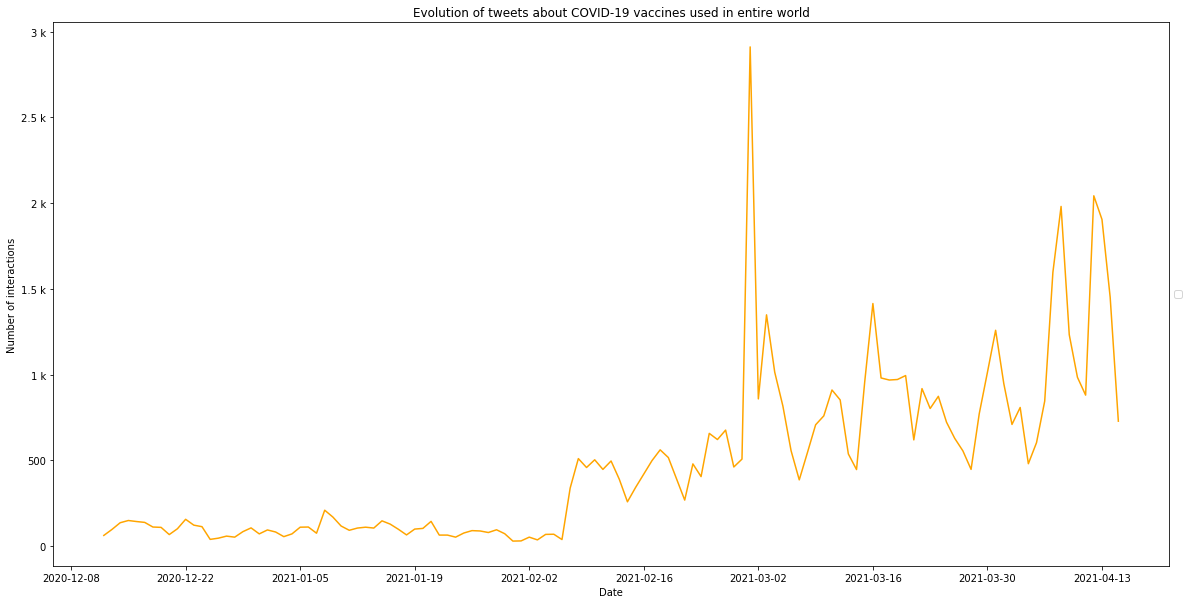 Evolution of tweets about COVID-19 vaccines used in entire world
3 k
2.5 k
2 k
1.5 k
1 k
500
0
Number of interactions
2020-12-08
2020-12-22
2021-01-05
2021-01-19
2021-02-02
2021-02-16
2021-03-02
2021-03-16
2021-03-30
2021-04-13
Date